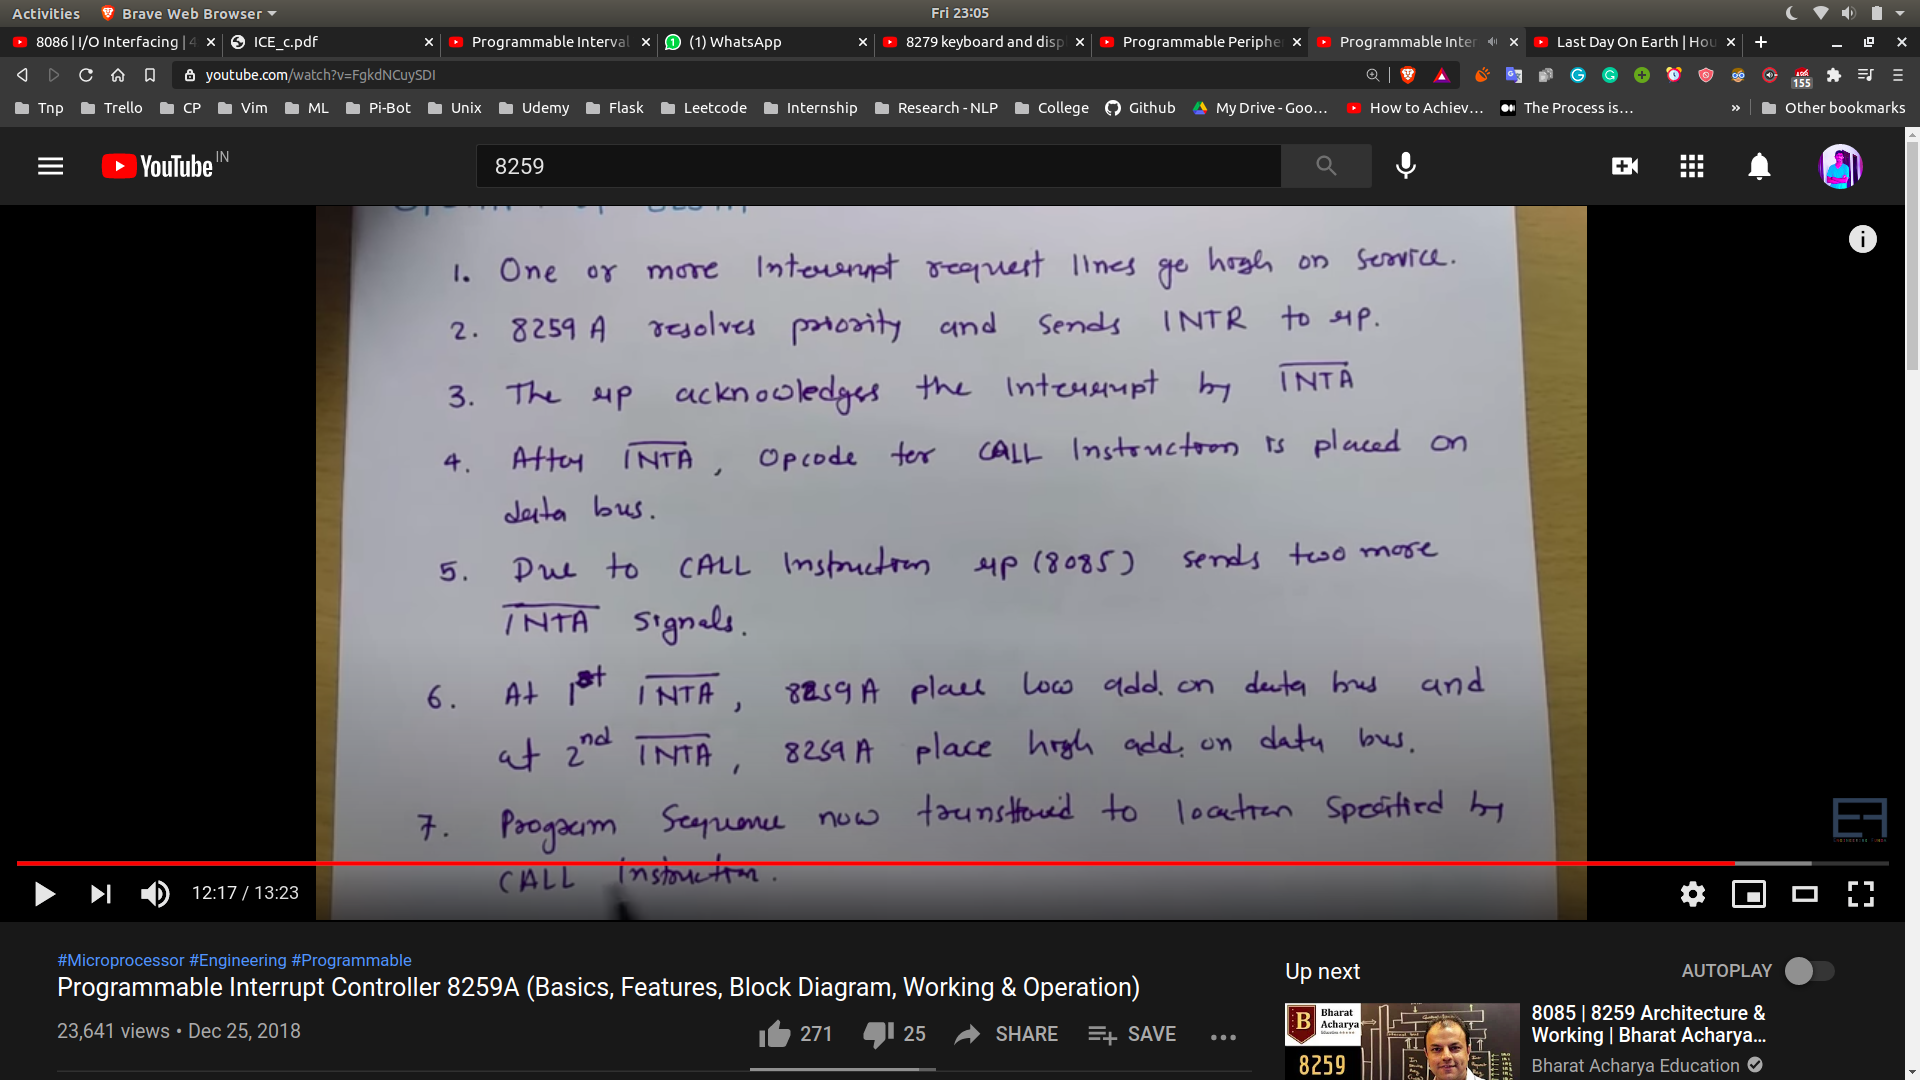 Activities Brave Web Browser Fri 23:05
8086 | I/O Interfacing | 4 ICE_c.pdf Programmable Interval (1) WhatsApp 8279 keyboard and disp Programmable Periphe Programmable Inter Last Day On Earth | Hou
youtube.com/watch?v=FgkdNCuySDI 155
Tnp Trello CP Vim ML Pi-Bot Unix Udemy Flask Leetcode Internship Research - NLP College Github My Drive - Goo... How to Achiev... The Process is... » Other bookmarks
YouTube IN 8259
1. One or more Interrupt request lines go high on service.
2. 8259 A resolves priority and sends INTR to μp.
3. The μp acknowledges the Interrupt by INTA
4. After INTA, Opcode for CALL Instruction is placed on
data bus.
5. Due to CALL Instruction μp (8085) sends two more
INTA signals.
6. At 1st INTA, 8259 A place low add. on data bus and
at 2nd INTA, 8259 A place high add. on data bus.
7. Program Sequence now transferred to location specified by
CALL Instruction.
12:17 / 13:23
#Microprocessor #Engineering #Programmable
Programmable Interrupt Controller 8259A (Basics, Features, Block Diagram, Working & Operation)
23,641 views • Dec 25, 2018
271 25 SHARE SAVE
Up next AUTOPLAY
Bharat
Acharya
8259
8085 | 8259 Architecture &
Working | Bharat Acharya...
Bharat Acharya Education